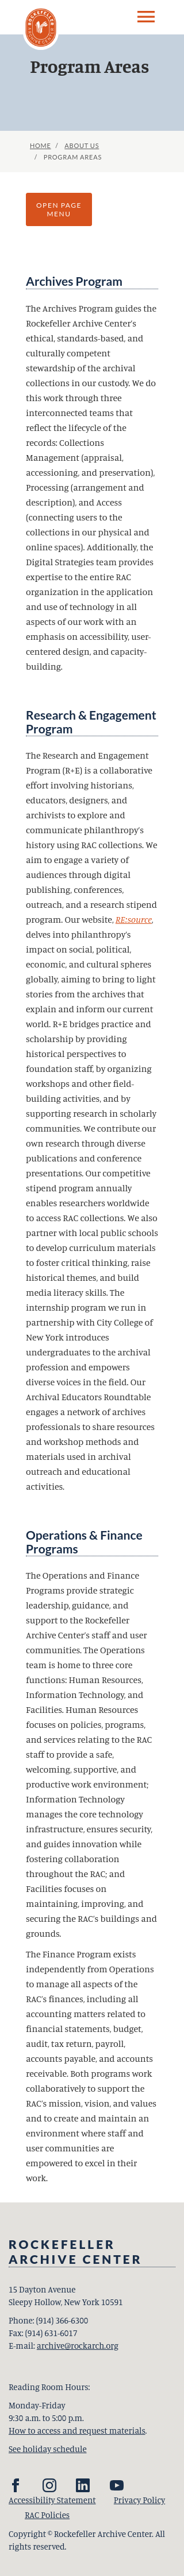 Program Areas
HOME / ABOUT US
/ PROGRAM AREAS
OPEN PAGE
MENU
Archives Program
The Archives Program guides the
Rockefeller Archive Center's
ethical, standards-based, and
culturally competent
stewardship of the archival
collections in our custody. We do
this work through three
interconnected teams that
reflect the lifecycle of the
records: Collections
Management (appraisal,
accessioning, and preservation),
Processing (arrangement and
description), and Access
(connecting users to the
collections in our physical and
online spaces). Additionally, the
Digital Strategies team provides
expertise to the entire RAC
organization in the application
and use of technology in all
aspects of our work with an
emphasis on accessibility, user-
centered design, and capacity-
building.
Research & Engagement
Program
The Research and Engagement
Program (R+E) is a collaborative
effort involving historians,
educators, designers, and
archivists to explore and
communicate philanthropy's
history using RAC collections. We
aim to engage a variety of
audiences through digital
publishing, conferences,
outreach, and a research stipend
program. Our website, RE:source,
delves into philanthropy's
impact on social, political,
economic, and cultural spheres
globally, aiming to bring to light
stories from the archives that
explain and inform our current
world. R+E bridges practice and
scholarship by providing
historical perspectives to
foundation staff, by organizing
workshops and other field-
building activities, and by
supporting research in scholarly
communities. We contribute our
own research through diverse
publications and conference
presentations. Our competitive
stipend program annually
enables researchers worldwide
to access RAC collections. We also
partner with local public schools
to develop curriculum materials
to foster critical thinking, raise
historical themes, and build
media literacy skills. The
internship program we run in
partnership with City College of
New York introduces
undergraduates to the archival
profession and empowers
diverse voices in the field. Our
Archival Educators Roundtable
engages a network of archives
professionals to share resources
and workshop methods and
materials used in archival
outreach and educational
activities.
Operations & Finance
Programs
The Operations and Finance
Programs provide strategic
leadership, guidance, and
support to the Rockefeller
Archive Center's staff and user
communities. The Operations
team is home to three core
functions: Human Resources,
Information Technology, and
Facilities. Human Resources
focuses on policies, programs,
and services relating to the RAC
staff to provide a safe,
welcoming, supportive, and
productive work environment;
Information Technology
manages the core technology
infrastructure, ensures security,
and guides innovation while
fostering collaboration
throughout the RAC; and
Facilities focuses on
maintaining, improving, and
securing the RAC's buildings and
grounds.
The Finance Program exists
independently from Operations
to manage all aspects of the
RAC's finances, including all
accounting matters related to
financial statements, budget,
audit, tax return, payroll,
accounts payable, and accounts
receivable. Both programs work
collaboratively to support the
RAC's mission, vision, and values
and to create and maintain an
environment where staff and
user communities are
empowered to excel in their
work.
ROCKEFELLER
ARCHIVE CENTER
15 Dayton Avenue
Sleepy Hollow, New York 10591
Phone: (914) 366-6300
Fax: (914) 631-6017
E-mail: archive@rockarch.org
Reading Room Hours:
Monday-Friday
9:30 a.m. to 5:00 p.m.
How to access and request materials.
See holiday schedule
Accessibility Statement Privacy Policy
RAC Policies
Copyright © Rockefeller Archive Center. All
rights reserved.